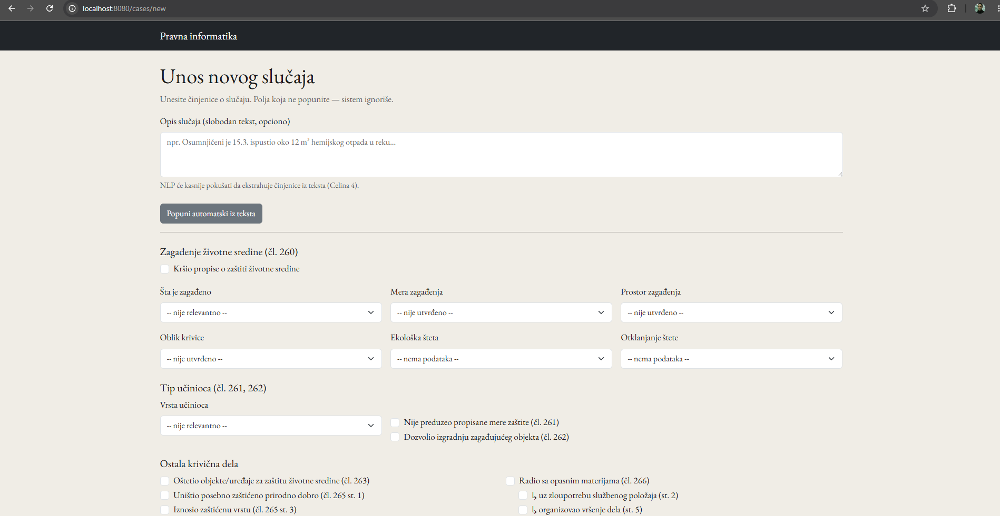 localhost:8080/cases/new
Pravna informatika
Unos novog slučaja
Unesite činjenice o slučaju. Polja koja ne popunite — sistem ignoriše.
Opis slučaja (slobodan tekst, opciono)
npr. Osumnjičeni je 15.3. ispustio oko 12 m³ hemijskog otpada u reku...
NLP će kasnije pokušati da ekstrahuje činjenice iz teksta (Celina 4).
Popuni automatski iz teksta
Zagađenje životne sredine (čl. 260)
Kršio propise o zaštiti životne sredine
Šta je zagađeno Mera zagađenja Prostor zagađenja
-- nije relevantno -- -- nije utvrđeno -- -- nije utvrđeno --
Oblik krivice Ekološka šteta Otklanjanje štete
-- nije utvrđeno -- -- nema podataka -- -- nema podataka --
Tip učinioca (čl. 261, 262)
Vrsta učinioca
-- nije relevantno --
Nije preduzeo propisane mere zaštite (čl. 261)
Dozvolio izgradnju zagađujućeg objekta (čl. 262)
Ostala krivična dela
Oštetio objekte/uređaje za zaštitu životne sredine (čl. 263)
Uništio posebno zaštićeno prirodno dobro (čl. 265 st. 1)
Iznosio zaštićenu vrstu (čl. 265 st. 3)
Radio sa opasnim materijama (čl. 266)
↳ uz zloupotrebu službenog položaja (st. 2)
↳ organizovao vršenje dela (st. 5)